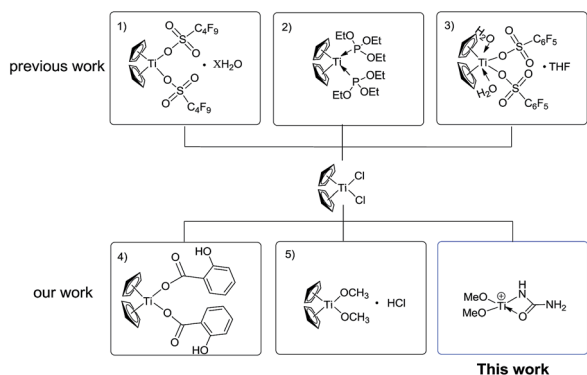 previous work
1)
O
O
S
C4F9
O
Ti
O
O
S
O
C4F9
· XH2O
2)
EtO
OEt
P
OEt
Ti
P
OEt
EtO
OEt
3)
H2O
O
O
S
C6F5
O
Ti
O
O
H2O
S
O
C6F5
· THF
Cl
Ti
Cl
our work
4)
HO
O
O
Ti
O
O
HO
5)
OCH3
Ti
OCH3
· HCl
MeO
⊕
Ti
MeO
H
N
NH2
O
This work